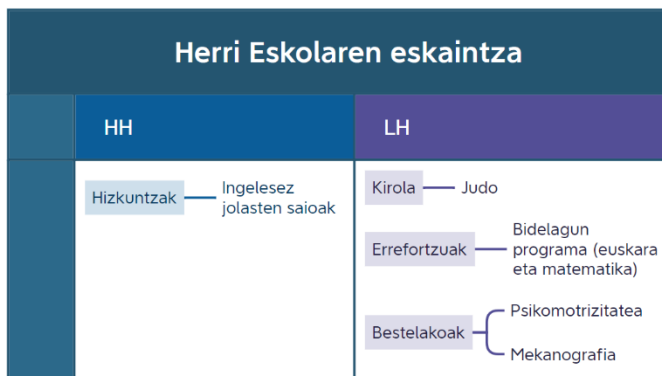 Herri Eskolaren eskaintza
HH
LH
Hizkuntzak
Ingelesez
jolasten saioak
Kirola
Judo
Errefortzuak
Bidelagun
programa (euskara
eta matematika)
Bestelakoak
Psikomotrizitatea
Mekanografia